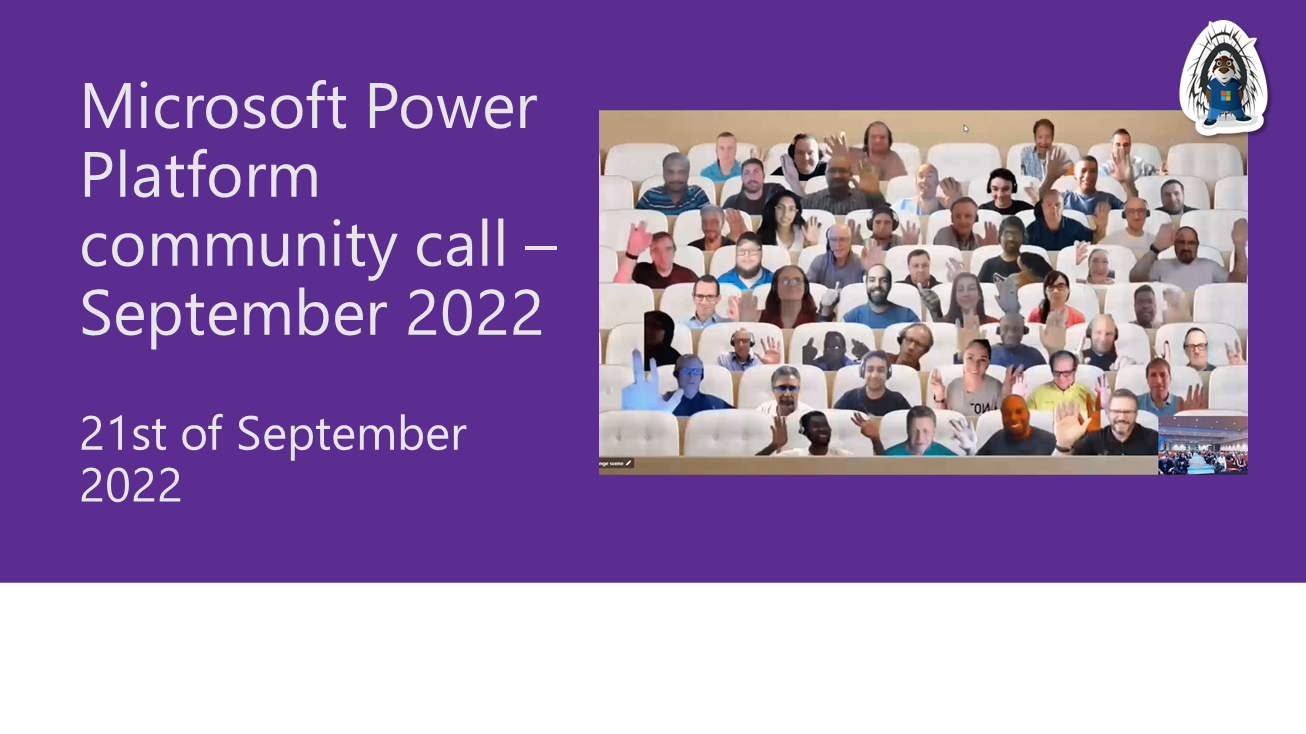 Microsoft Power
Platform
community call –
September 2022
21st of September
2022